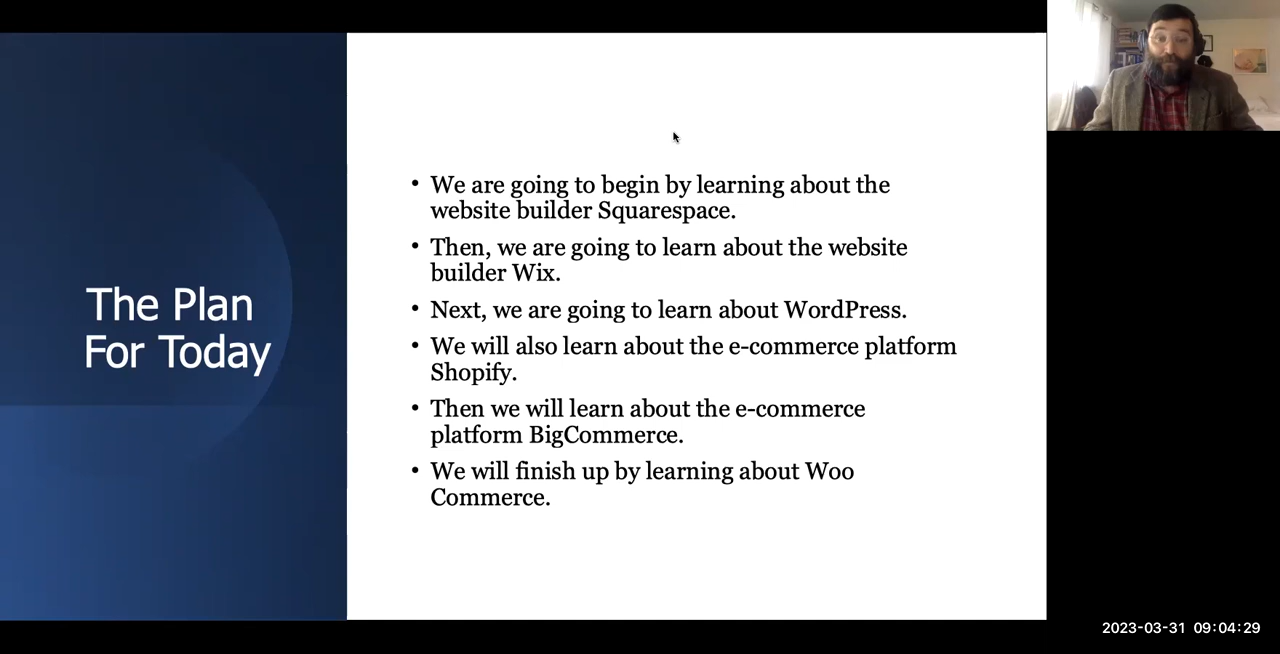 The Plan
For Today
• We are going to begin by learning about the
website builder Squarespace.
• Then, we are going to learn about the website
builder Wix.
• Next, we are going to learn about WordPress.
• We will also learn about the e-commerce platform
Shopify.
• Then we will learn about the e-commerce
platform BigCommerce.
• We will finish up by learning about Woo
Commerce.
2023-03-31 09:04:29